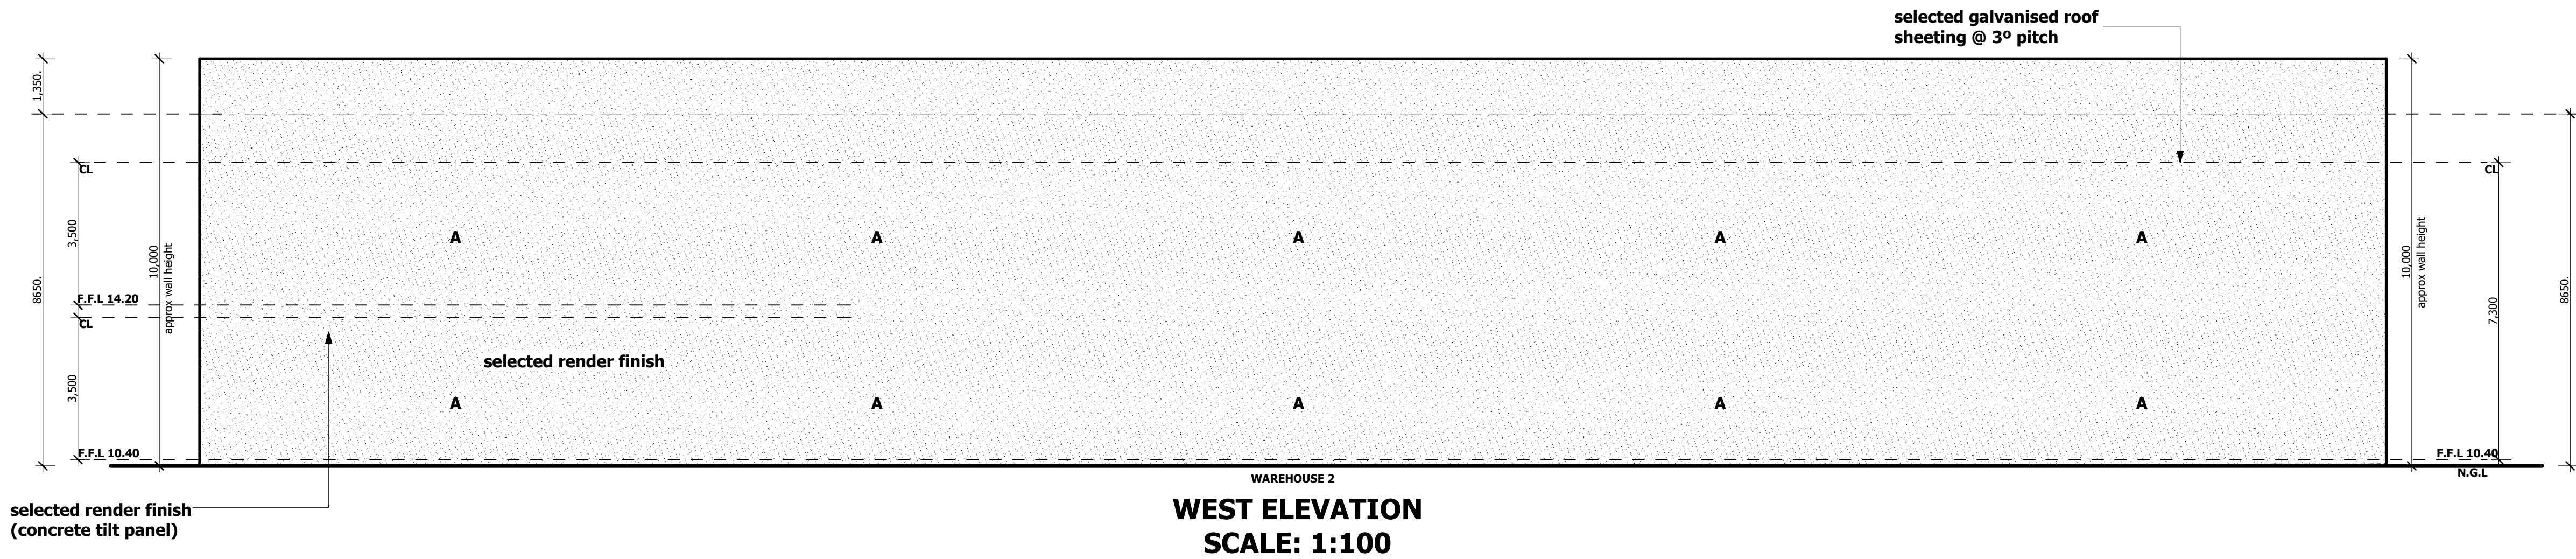 selected galvanised roof
sheeting @ 3º pitch
1,350.
CL
CL
3,500
10,000
approx wall height
8650.
A
A
A
A
A
10,000
approx wall height
7,300
8650.
F.F.L 14.20
CL
selected render finish
3,500
A
A
A
A
A
F.F.L 10.40
F.F.L 10.40
N.G.L
WAREHOUSE 2
selected render finish
(concrete tilt panel)
WEST ELEVATION
SCALE: 1:100